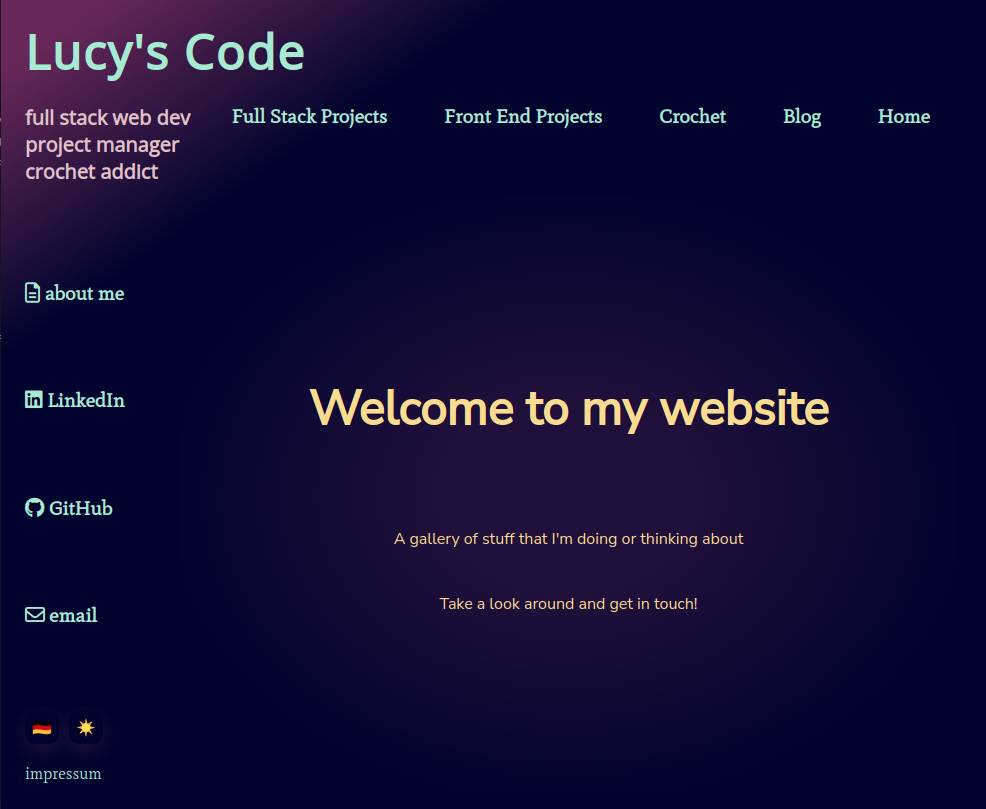 Lucy's Code
full stack web dev
project manager
crochet addict
Full Stack Projects Front End Projects Crochet Blog Home
about me
LinkedIn
GitHub
email
impressum
Welcome to my website
A gallery of stuff that I'm doing or thinking about
Take a look around and get in touch!